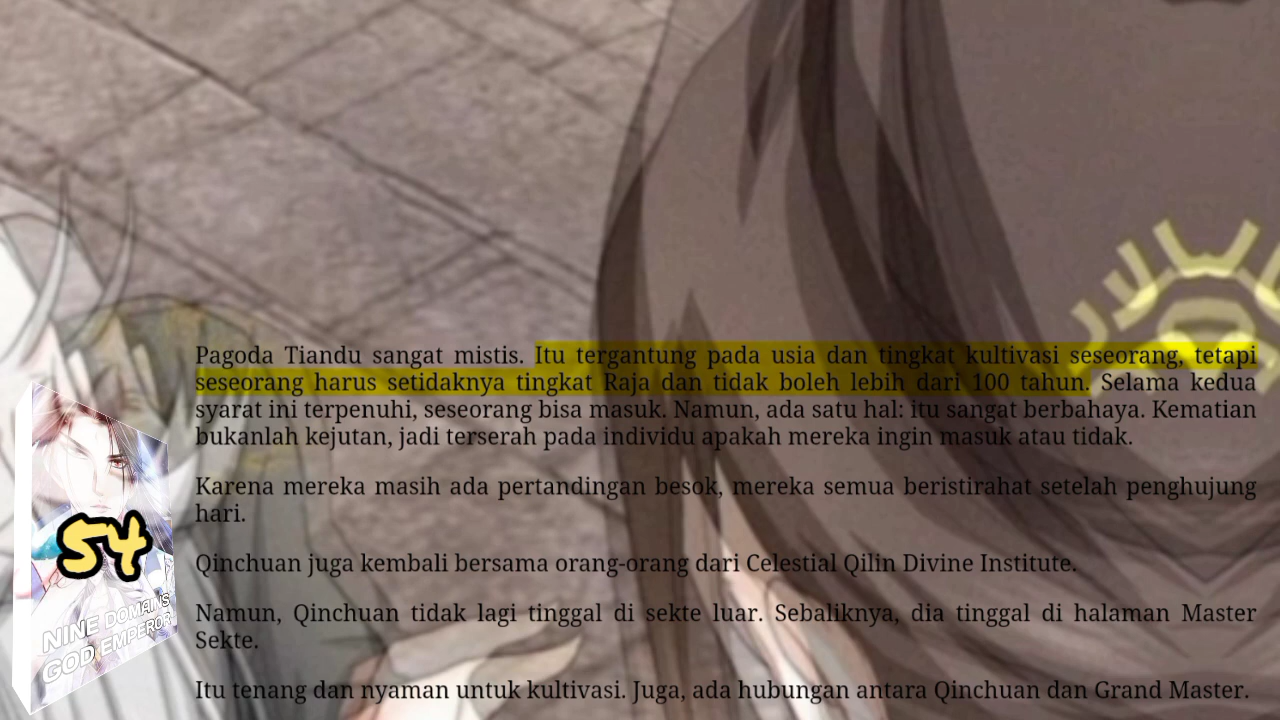 Pagoda Tiandu sangat mistis. Itu tergantung pada usia dan tingkat kultivasi seseorang, tetapi
seseorang harus setidaknya tingkat Raja dan tidak boleh lebih dari 100 tahun. Selama kedua
syarat ini terpenuhi, seseorang bisa masuk. Namun, ada satu hal: itu sangat berbahaya. Kematian
bukanlah kejutan, jadi terserah pada individu apakah mereka ingin masuk atau tidak.
Karena mereka masih ada pertandingan besok, mereka semua beristirahat setelah penghujung
hari.
Qinchuan juga kembali bersama orang-orang dari Celestial Qilin Divine Institute.
Namun, Qinchuan tidak lagi tinggal di sekte luar. Sebaliknya, dia tinggal di halaman Master
Sekte.
Itu tenang dan nyaman untuk kultivasi. Juga, ada hubungan antara Qinchuan dan Grand Master.
54
NINE DOMAINS
GOD EMPEROR